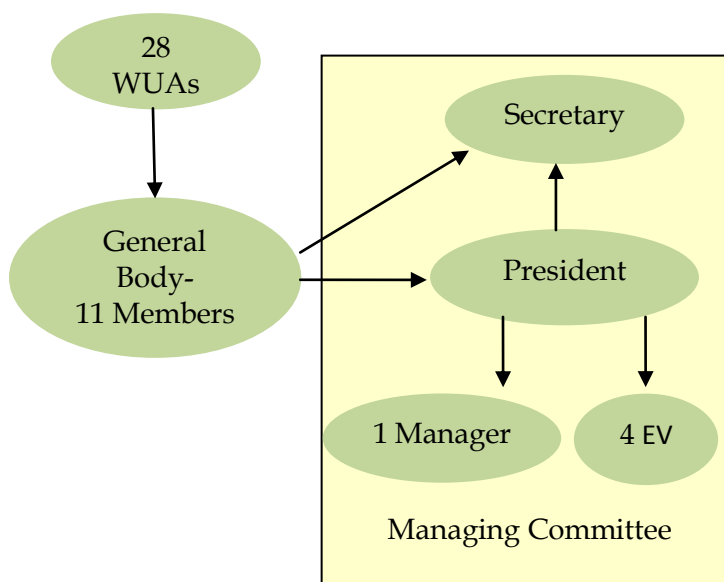 28
WUAs
Secretary
General
Body-
11 Members
President
1 Manager
4 EV
Managing Committee